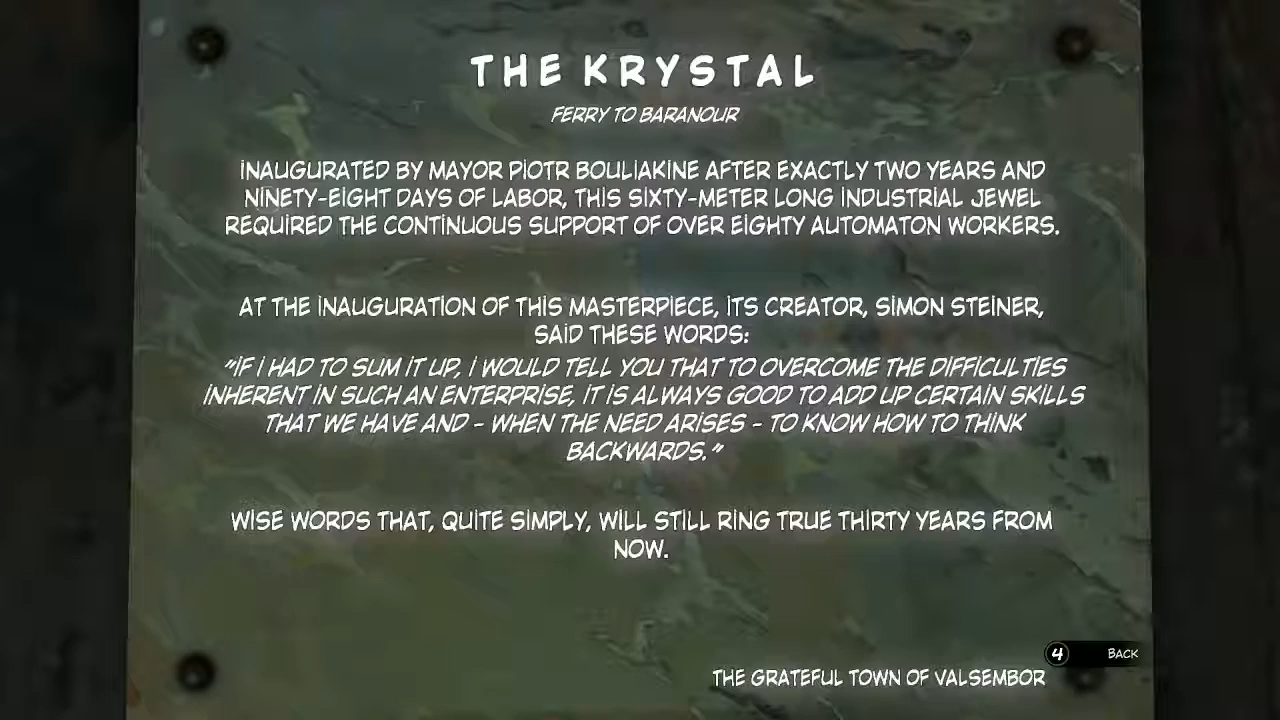 THE KRYSTAL
FERRY TO BARANOUR
INAUGURATED BY MAYOR PIOTR BOULIAKINE AFTER EXACTLY TWO YEARS AND
NINETY-EIGHT DAYS OF LABOR, THIS SIXTY-METER LONG INDUSTRIAL JEWEL
REQUIRED THE CONTINUOUS SUPPORT OF OVER EIGHTY AUTOMATON WORKERS.
AT THE INAUGURATION OF THIS MASTERPIECE, ITS CREATOR, SIMON STEINER,
SAID THESE WORDS:
"IF I HAD TO SUM IT UP, I WOULD TELL YOU THAT TO OVERCOME THE DIFFICULTIES
INHERENT IN SUCH AN ENTERPRISE, IT IS ALWAYS GOOD TO ADD UP CERTAIN SKILLS
THAT WE HAVE AND - WHEN THE NEED ARISES - TO KNOW HOW TO THINK
BACKWARDS."
WISE WORDS THAT, QUITE SIMPLY, WILL STILL RING TRUE THIRTY YEARS FROM
NOW.
4 BACK
THE GRATEFUL TOWN OF VALSEMBOR